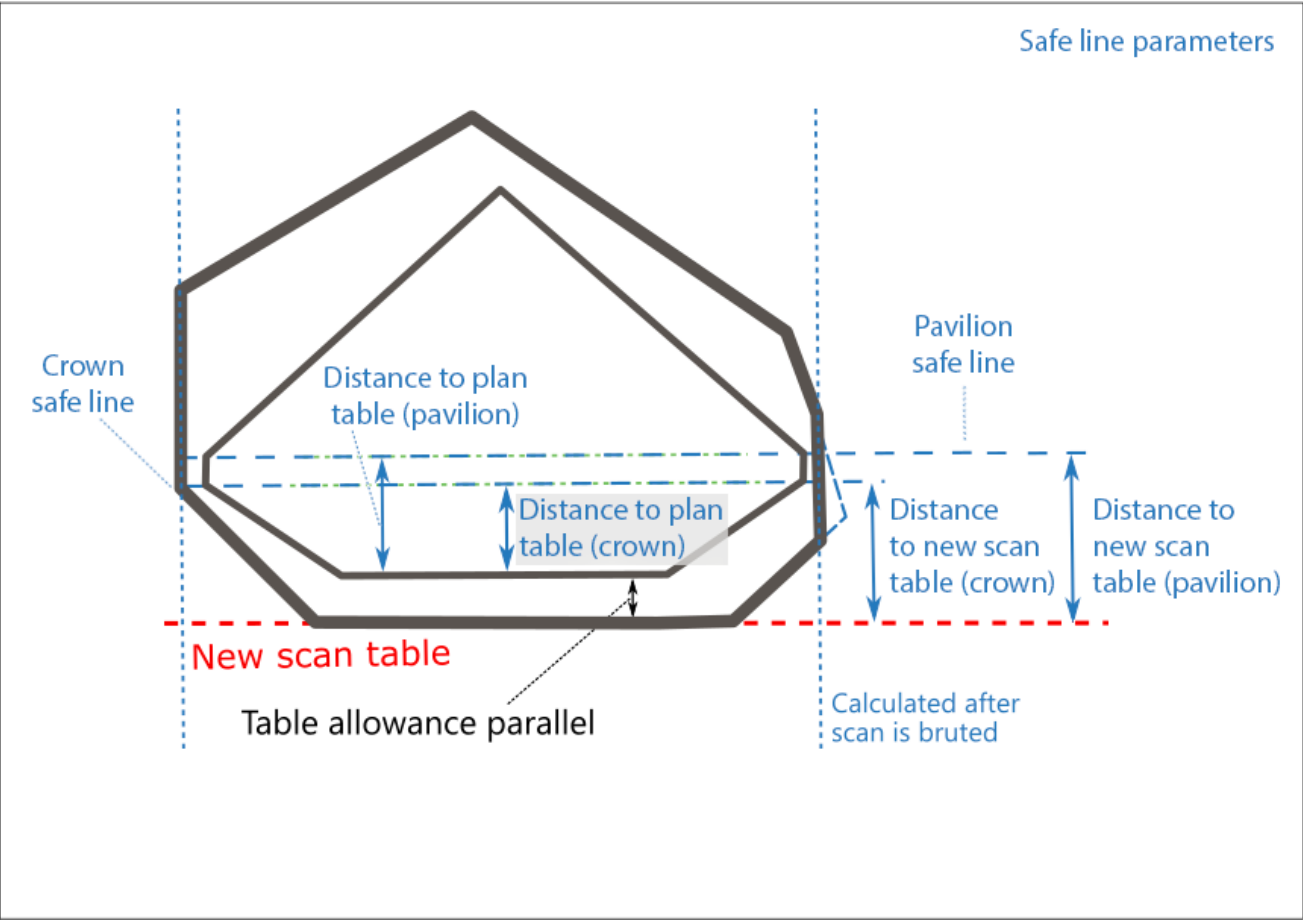 Safe line parameters
Pavilion
safe line
Crown
safe line
Distance to plan
table (pavilion)
Distance to plan
table (crown)
Distance
to new scan
table (crown)
Distance to
new scan
table (pavilion)
New scan table
Table allowance parallel
Calculated after
scan is bruted